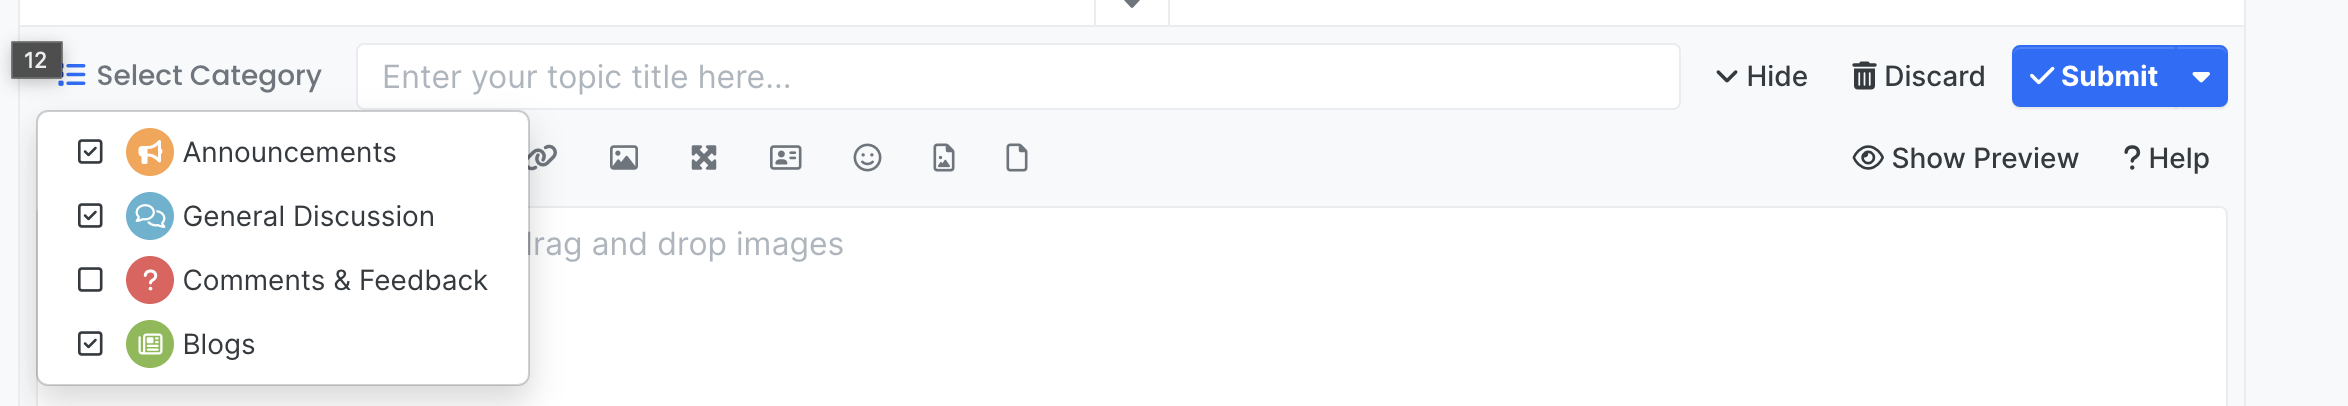 12
Select Category
Enter your topic title here...
Hide
Discard
Submit
Announcements
General Discussion
Comments & Feedback
Blogs
Show Preview
? Help
drag and drop images